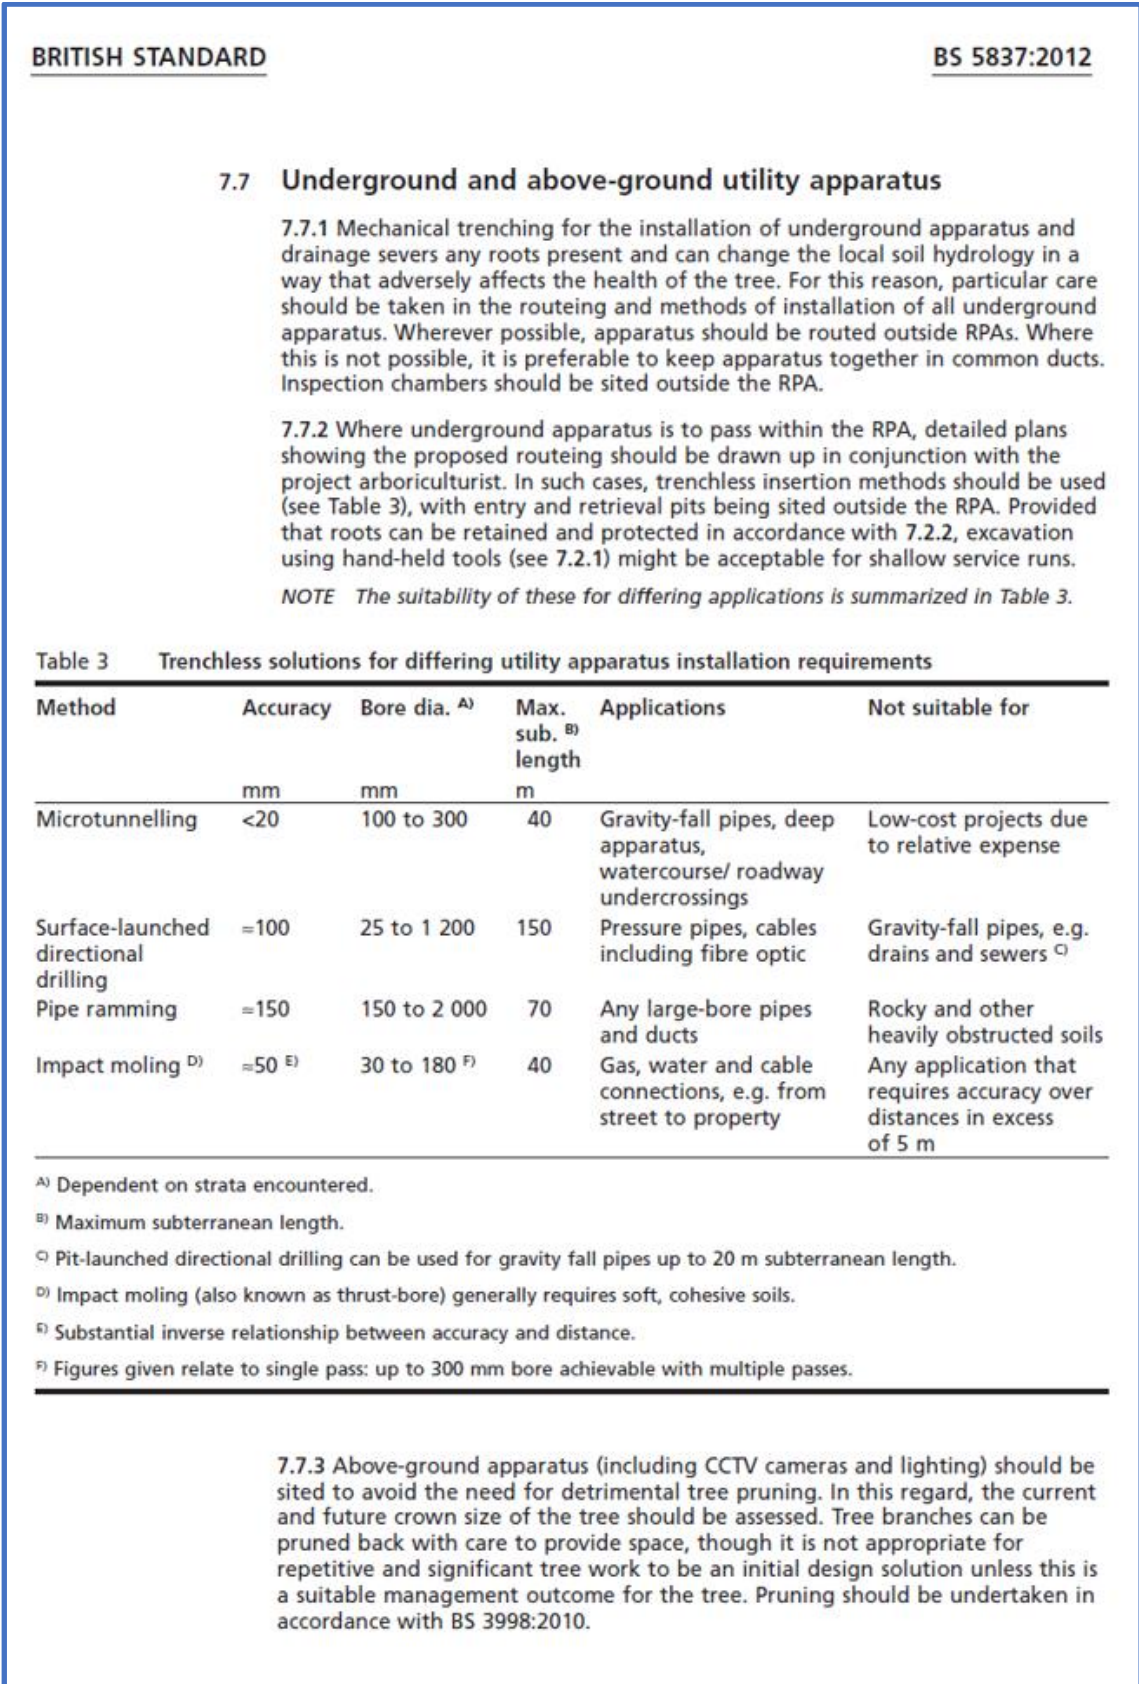 BRITISH STANDARD BS 5837:2012
7.7 Underground and above-ground utility apparatus
7.7.1 Mechanical trenching for the installation of underground apparatus and
drainage severs any roots present and can change the local soil hydrology in a
way that adversely affects the health of the tree. For this reason, particular care
should be taken in the routeing and methods of installation of all underground
apparatus. Wherever possible, apparatus should be routed outside RPAs. Where
this is not possible, it is preferable to keep apparatus together in common ducts.
Inspection chambers should be sited outside the RPA.
7.7.2 Where underground apparatus is to pass within the RPA, detailed plans
showing the proposed routeing should be drawn up in conjunction with the
project arboriculturist. In such cases, trenchless insertion methods should be used
(see Table 3), with entry and retrieval pits being sited outside the RPA. Provided
that roots can be retained and protected in accordance with 7.2.2, excavation
using hand-held tools (see 7.2.1) might be acceptable for shallow service runs.
NOTE The suitability of these for differing applications is summarized in Table 3.
Table 3 Trenchless solutions for differing utility apparatus installation requirements
Method Accuracy Bore dia. A) Max. Applications Not suitable for
sub. B)
length
mm mm m
Microtunnelling <20 100 to 300 40 Gravity-fall pipes, deep Low-cost projects due
apparatus, to relative expense
watercourse/ roadway
undercrossings
Surface-launched ≈100 25 to 1 200 150 Pressure pipes, cables Gravity-fall pipes, e.g.
directional including fibre optic drains and sewers C)
drilling
Pipe ramming ≈150 150 to 2 000 70 Any large-bore pipes Rocky and other
and ducts heavily obstructed soils
Impact moling D) ≈50 E) 30 to 180 F) 40 Gas, water and cable Any application that
connections, e.g. from requires accuracy over
street to property distances in excess
of 5 m
A) Dependent on strata encountered.
B) Maximum subterranean length.
C) Pit-launched directional drilling can be used for gravity fall pipes up to 20 m subterranean length.
D) Impact moling (also known as thrust-bore) generally requires soft, cohesive soils.
E) Substantial inverse relationship between accuracy and distance.
F) Figures given relate to single pass: up to 300 mm bore achievable with multiple passes.
7.7.3 Above-ground apparatus (including CCTV cameras and lighting) should be
sited to avoid the need for detrimental tree pruning. In this regard, the current
and future crown size of the tree should be assessed. Tree branches can be
pruned back with care to provide space, though it is not appropriate for
repetitive and significant tree work to be an initial design solution unless this is
a suitable management outcome for the tree. Pruning should be undertaken in
accordance with BS 3998:2010.